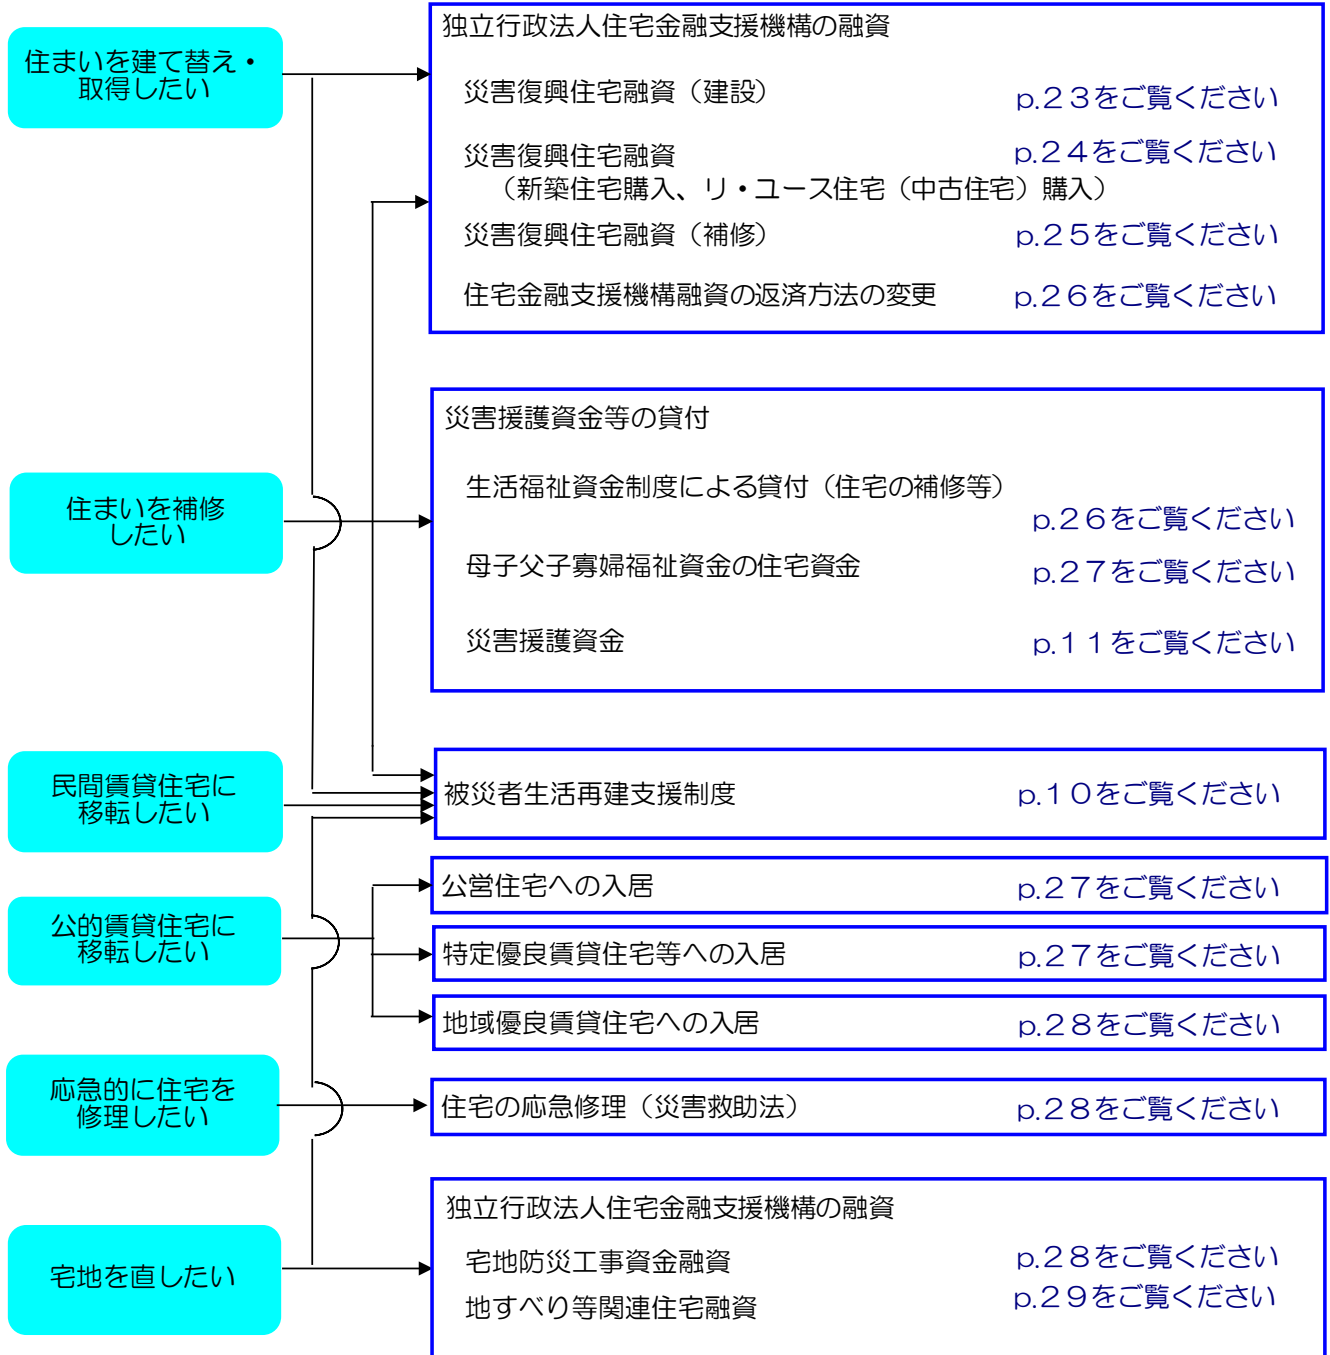 住まいを建て替え・
取得したい
独立行政法人住宅金融支援機構の融資
災害復興住宅融資（建設） p.２３をご覧ください
災害復興住宅融資 p.２４をご覧ください
（新築住宅購入、リ・ユース住宅（中古住宅）購入）
災害復興住宅融資（補修） p.２５をご覧ください
住宅金融支援機構融資の返済方法の変更 p.２６をご覧ください
住まいを補修
したい
災害援護資金等の貸付
生活福祉資金制度による貸付（住宅の補修等）
p.２６をご覧ください
母子父子寡婦福祉資金の住宅資金 p.２７をご覧ください
災害援護資金 p.１１をご覧ください
民間賃貸住宅に
移転したい
被災者生活再建支援制度 p.１０をご覧ください
公的賃貸住宅に
移転したい
公営住宅への入居 p.２７をご覧ください
特定優良賃貸住宅等への入居 p.２７をご覧ください
地域優良賃貸住宅への入居 p.２８をご覧ください
応急的に住宅を
修理したい
住宅の応急修理（災害救助法） p.２８をご覧ください
宅地を直したい
独立行政法人住宅金融支援機構の融資
宅地防災工事資金融資 p.２８をご覧ください
地すべり等関連住宅融資 p.２９をご覧ください